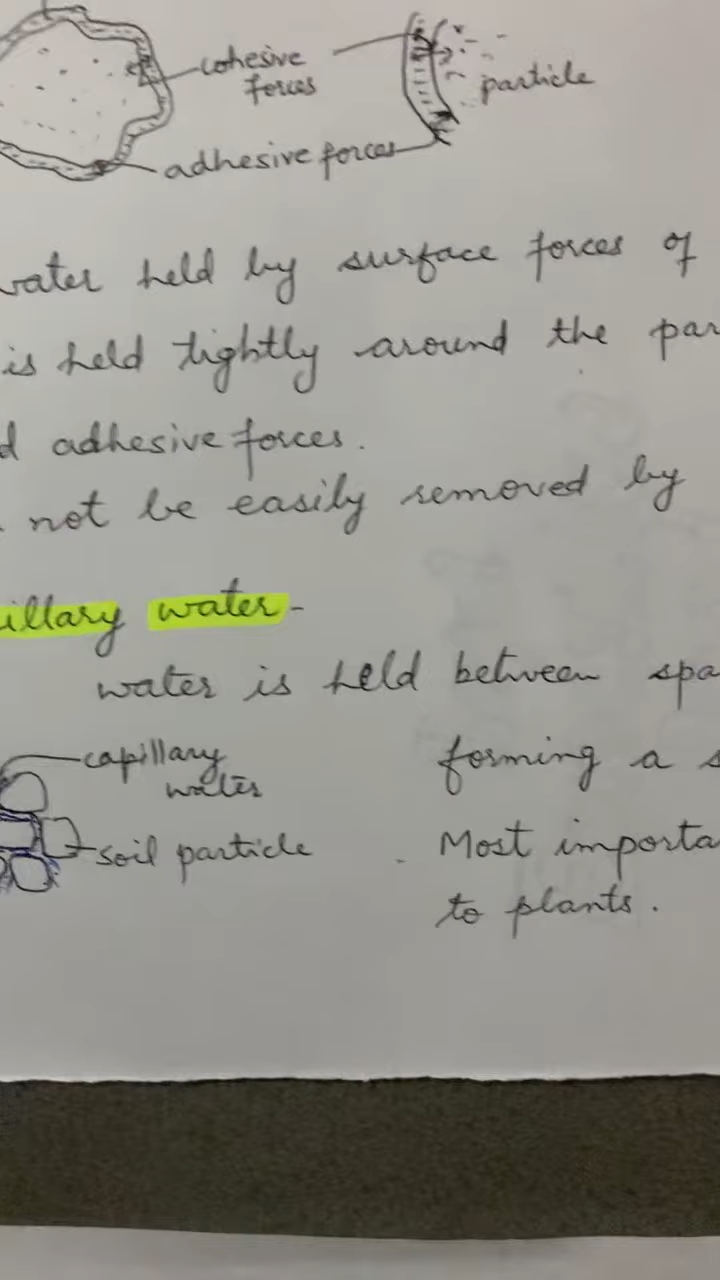 cohesive
forces
particle
adhesive forces
water held by surface forces of
is held tightly around the par
d adhesive forces.
not be easily removed by
illary water-
water is held between spa
capillary
water
forming a s
soil particle
Most importa
to plants.